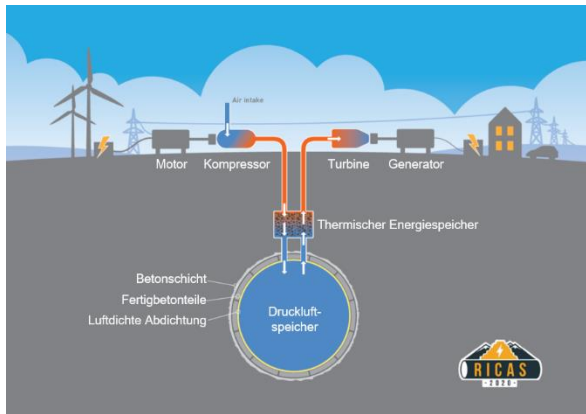 Air intake
Motor
Kompressor
Turbine
Generator
Thermischer Energiespeicher
Betonschicht
Fertigbetonteile
Luftdichte Abdichtung
Druckluft-
speicher
RICAS
2020